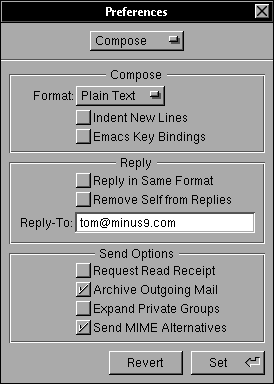 Preferences
Compose
Compose
Format: Plain Text
Indent New Lines
Emacs Key Bindings
Reply
Reply in Same Format
Remove Self from Replies
Reply-To: tom@minus9.com
Send Options
Request Read Receipt
Archive Outgoing Mail
Expand Private Groups
Send MIME Alternatives
Revert Set